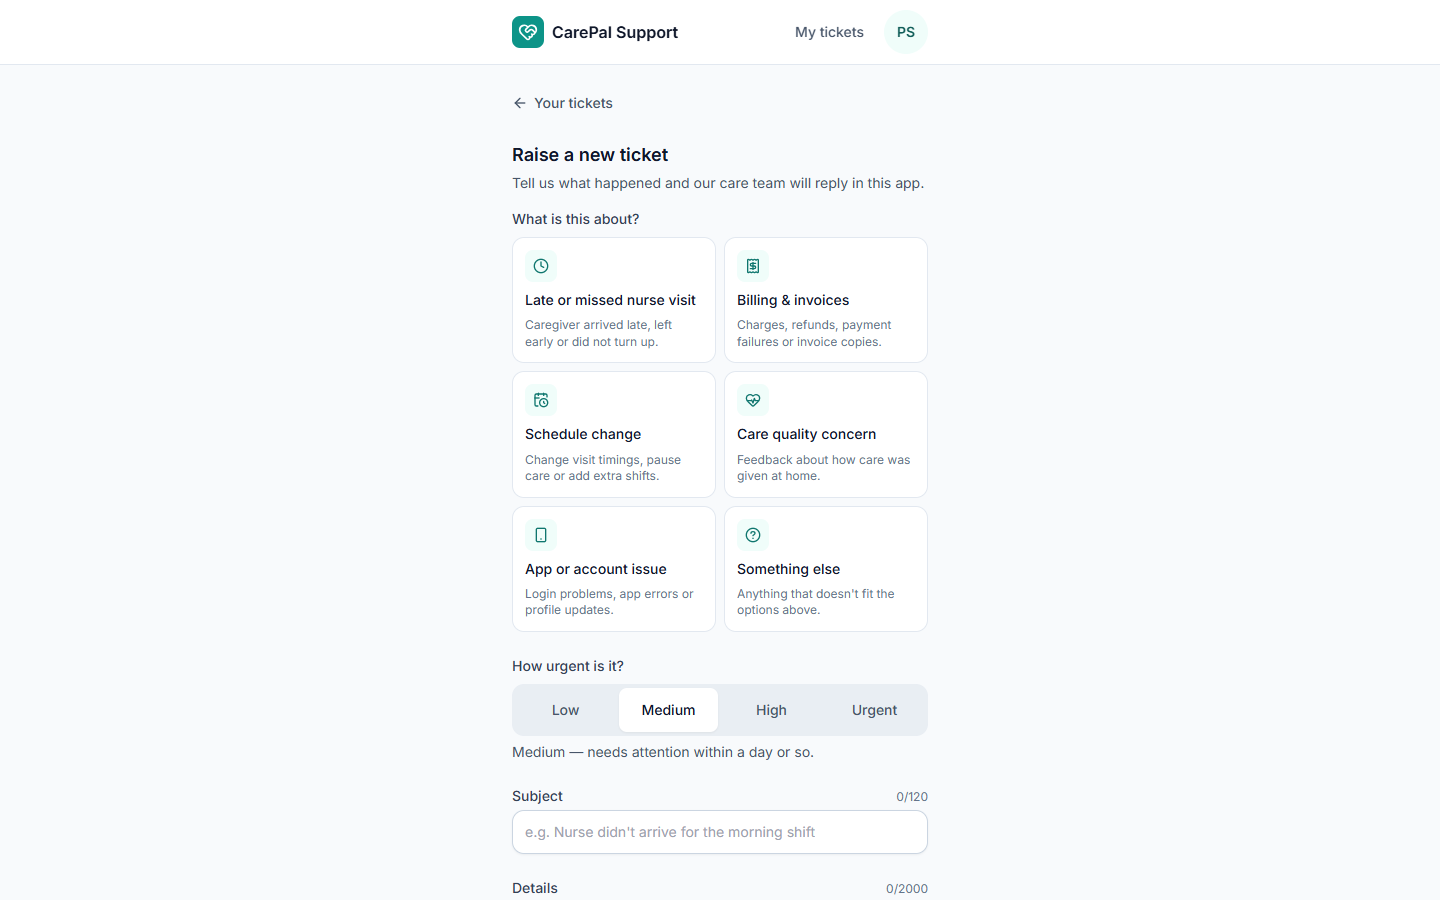 CarePal Support
My tickets
PS
Your tickets
Raise a new ticket
Tell us what happened and our care team will reply in this app.
What is this about?
Late or missed nurse visit
Caregiver arrived late, left
early or did not turn up.
Billing & invoices
Charges, refunds, payment
failures or invoice copies.
Schedule change
Change visit timings, pause
care or add extra shifts.
Care quality concern
Feedback about how care was
given at home.
App or account issue
Login problems, app errors or
profile updates.
Something else
Anything that doesn't fit the
options above.
How urgent is it?
Low
Medium
High
Urgent
Medium — needs attention within a day or so.
Subject
0/120
e.g. Nurse didn't arrive for the morning shift
Details
0/2000